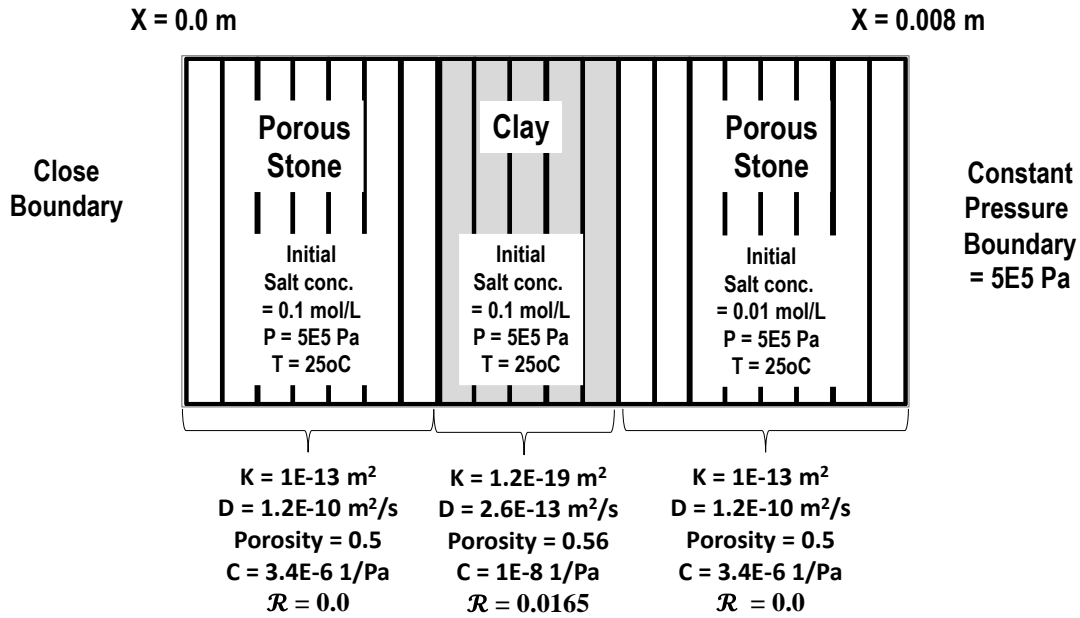 X = 0.0 m
X = 0.008 m
Close
Boundary
Porous
Stone
Initial
Salt conc.
= 0.1 mol/L
P = 5E5 Pa
T = 25oC
Clay
Initial
Salt conc.
= 0.1 mol/L
P = 5E5 Pa
T = 25oC
Porous
Stone
Initial
Salt conc.
= 0.01 mol/L
P = 5E5 Pa
T = 25oC
Constant
Pressure
Boundary
= 5E5 Pa
K = 1E-13 m²
D = 1.2E-10 m²/s
Porosity = 0.5
C = 3.4E-6 1/Pa
ℛ = 0.0
K = 1.2E-19 m²
D = 2.6E-13 m²/s
Porosity = 0.56
C = 1E-8 1/Pa
ℛ = 0.0165
K = 1E-13 m²
D = 1.2E-10 m²/s
Porosity = 0.5
C = 3.4E-6 1/Pa
ℛ = 0.0